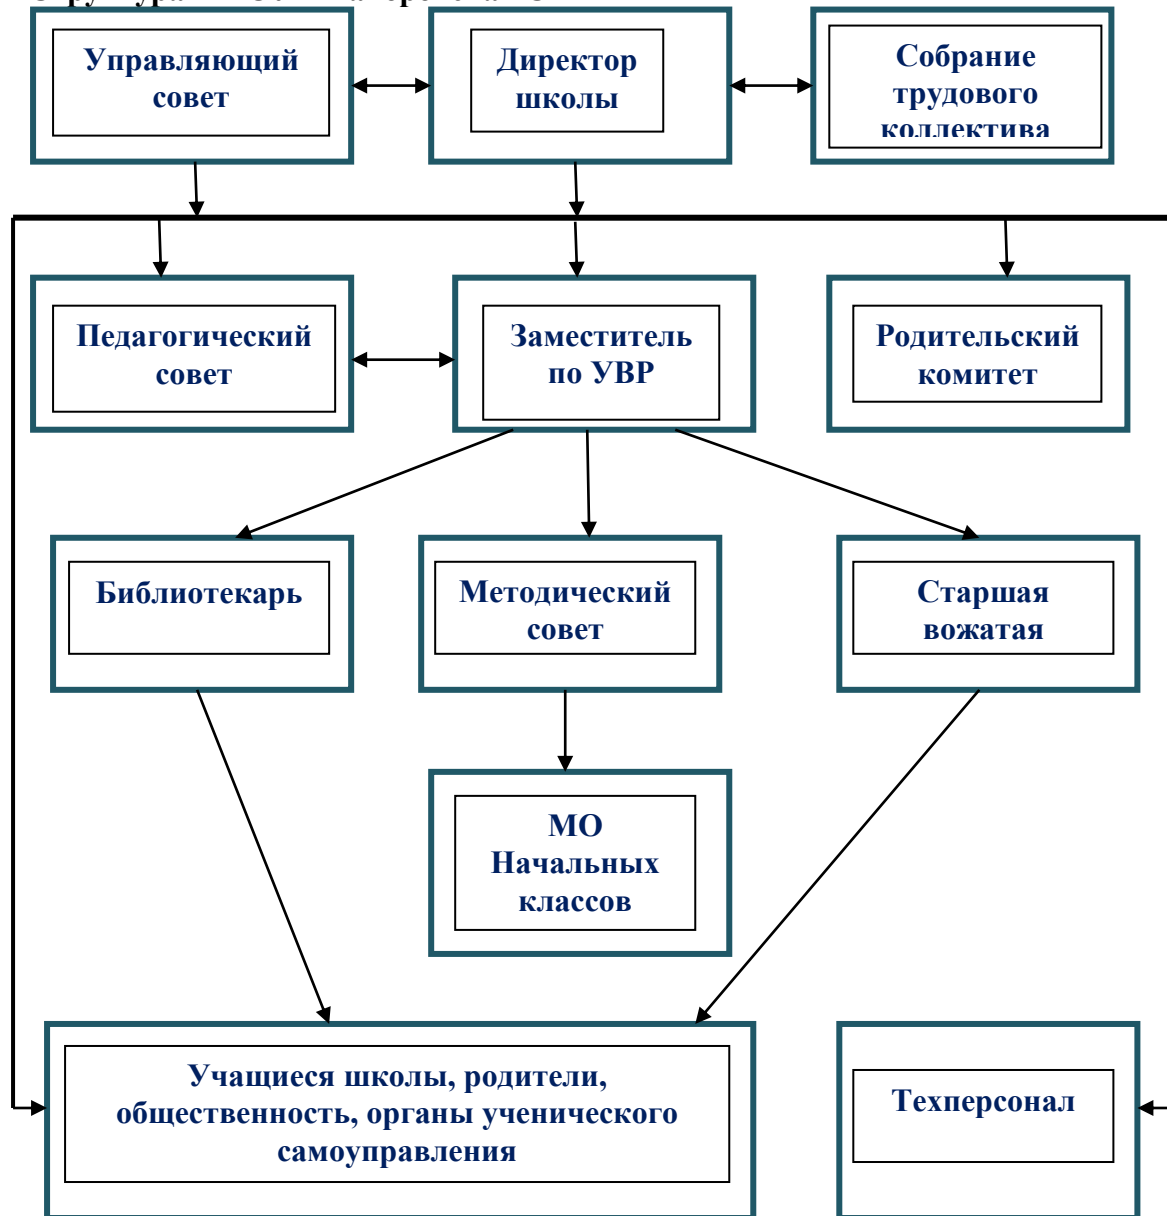 Управляющий
совет
Директор
школы
Собрание
трудового
коллектива
Педагогический
совет
Заместитель
по УВР
Родительский
комитет
Библиотекарь
Методический
совет
Старшая
вожатая
МО
Начальных
классов
Учащиеся школы, родители,
общественность, органы ученического
самоуправления
Техперсонал